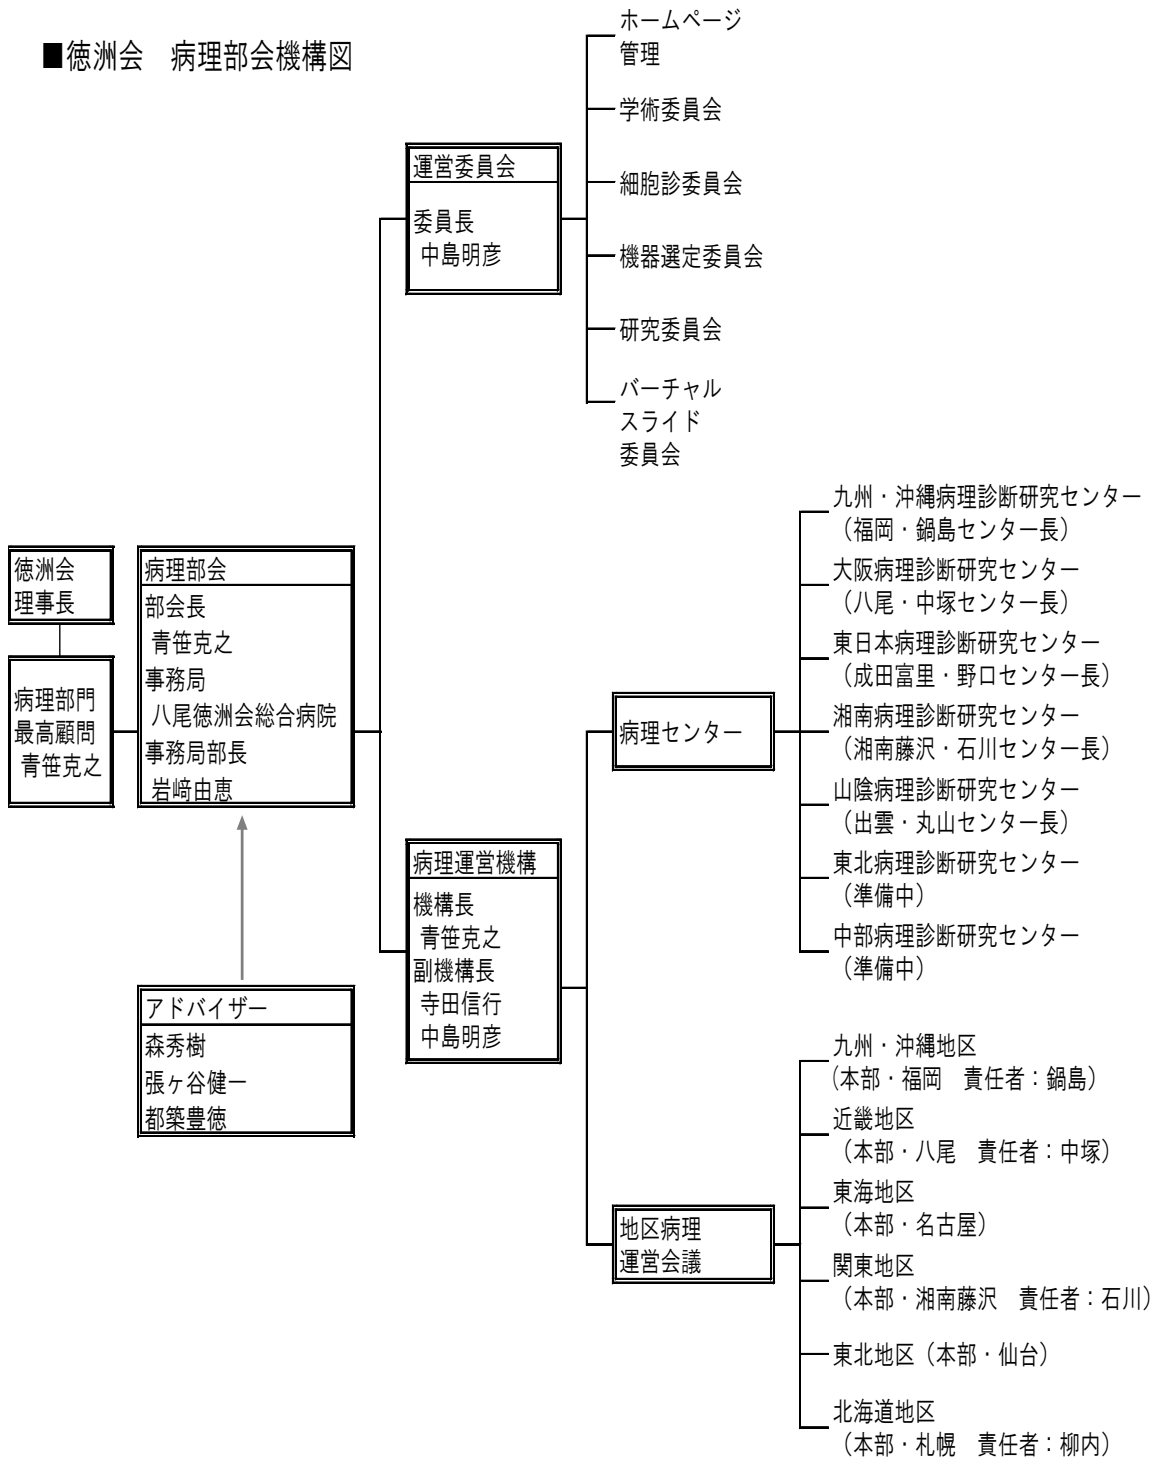 ■徳洲会　病理部会機構図
徳洲会
理事長
病理部門
最高顧問
青笹克之
病理部会
部会長
青笹克之
事務局
八尾徳洲会総合病院
事務局部長
岩﨑由恵
アドバイザー
森秀樹
張ヶ谷健一
都築豊徳
運営委員会
委員長
中島明彦
ホームページ
管理
学術委員会
細胞診委員会
機器選定委員会
研究委員会
バーチャル
スライド
委員会
病理運営機構
機構長
青笹克之
副機構長
寺田信行
中島明彦
病理センター
九州・沖縄病理診断研究センター
（福岡・鍋島センター長）
大阪病理診断研究センター
（八尾・中塚センター長）
東日本病理診断研究センター
（成田富里・野口センター長）
湘南病理診断研究センター
（湘南藤沢・石川センター長）
山陰病理診断研究センター
（出雲・丸山センター長）
東北病理診断研究センター
（準備中）
中部病理診断研究センター
（準備中）
地区病理
運営会議
九州・沖縄地区
(本部・福岡　責任者：鍋島）
近畿地区
（本部・八尾　責任者：中塚）
東海地区
（本部・名古屋）
関東地区
（本部・湘南藤沢　責任者：石川）
東北地区（本部・仙台）
北海道地区
（本部・札幌　責任者：柳内）